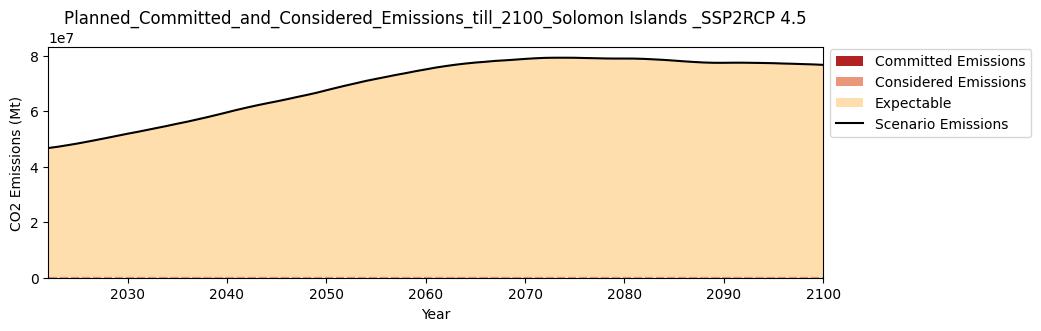 Planned_Committed_and_Considered_Emissions_till_2100_Solomon Islands _SSP2RCP 4.5
1e7
8
6
4
2
0
CO2 Emissions (Mt)
2030 2040 2050 2060 2070 2080 2090 2100
Year
Committed Emissions
Considered Emissions
Expectable
Scenario Emissions